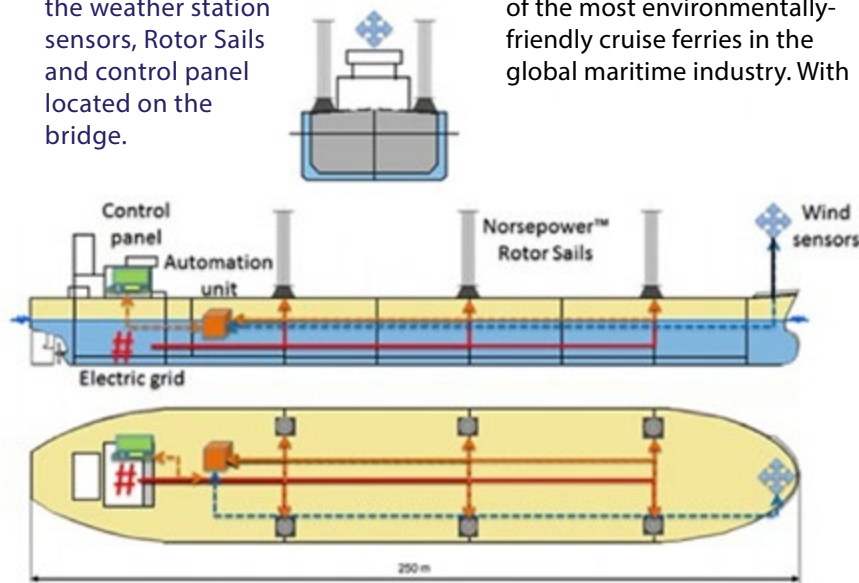 the weather station
sensors, Rotor Sails
and control panel
located on the
bridge.
of the most environmentally-
friendly cruise ferries in the
global maritime industry. With
Control
panel
Automation
unit
Norsepower™
Rotor Sails
Wind
sensors
#
Electric grid
#
250 m